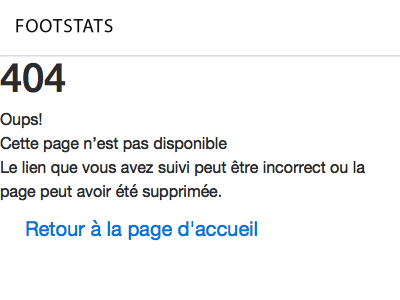 FOOTSTATS
404
Oups!
Cette page n’est pas disponible
Le lien que vous avez suivi peut être incorrect ou la
page peut avoir été supprimée.
Retour à la page d'accueil